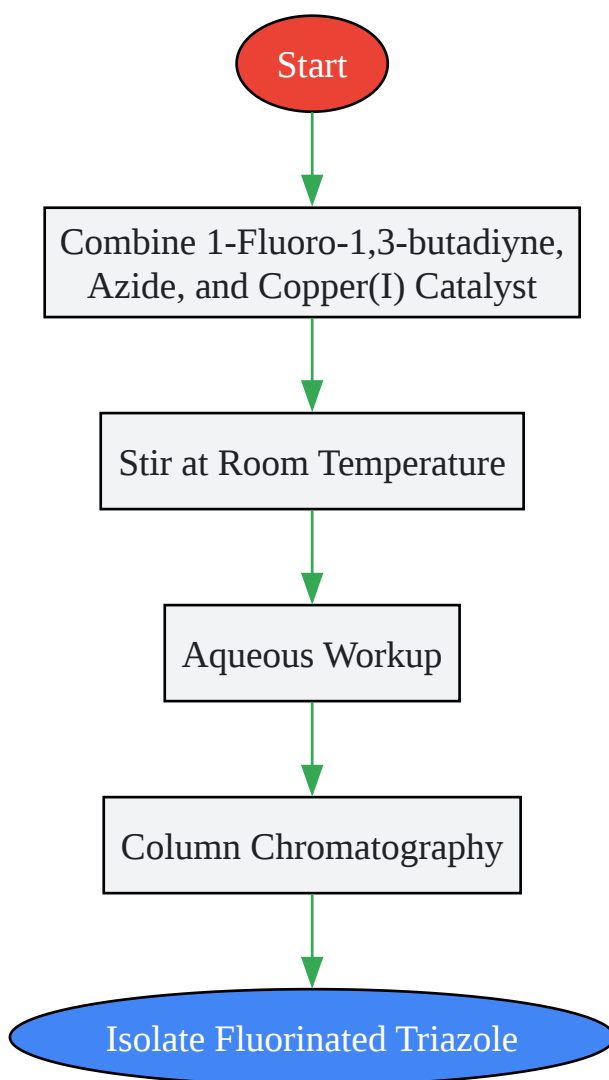 Start
Combine 1-Fluoro-1,3-butadiyne,
Azide, and Copper(I) Catalyst
Stir at Room Temperature
Aqueous Workup
Column Chromatography
Isolate Fluorinated Triazole